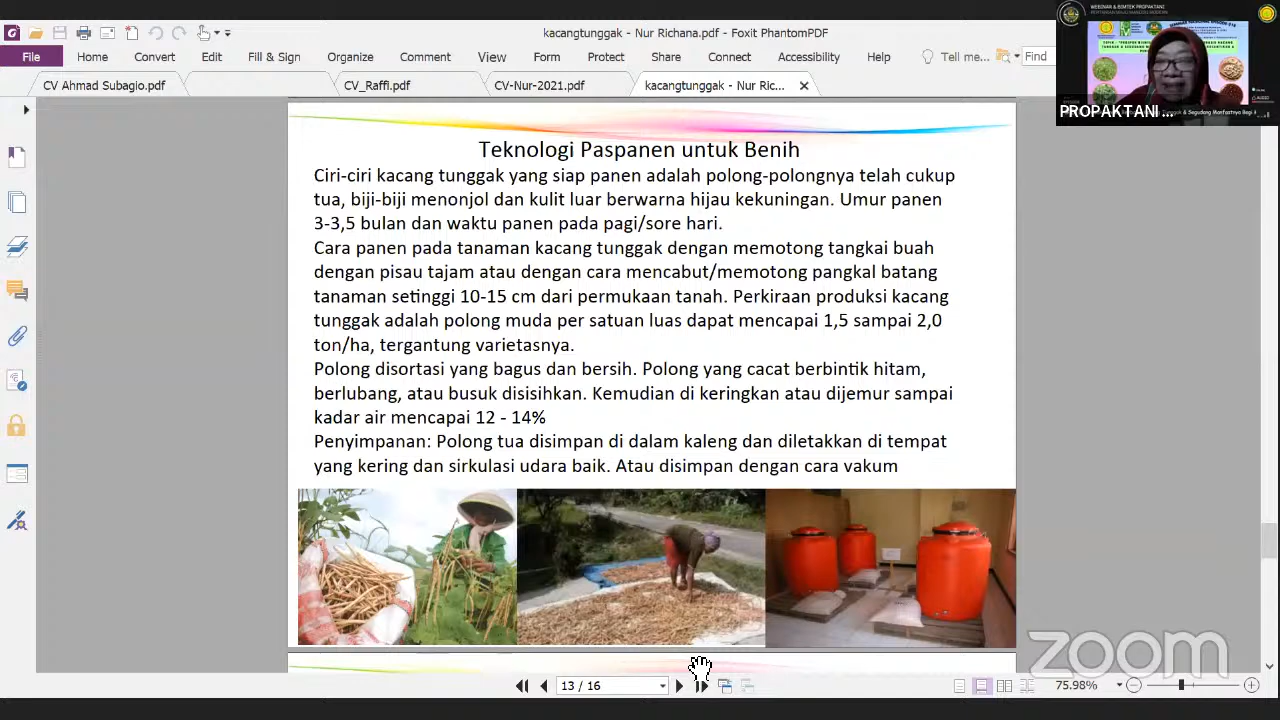 kacangtunggak - Nur Richana.pdf - Foxit PhantomPDF
File Home Convert Edit Fill & Sign Organize Comment View Form Protect Share Connect Accessibility Help Tell me... Find
CV Ahmad Subagio.pdf CV_Raffi.pdf CV-Nur-2021.pdf kacangtunggak - Nur Ric...
WEBINAR & BIMTEK PROPAKTANI
PROPAKTANI ...
Teknologi Paspanen untuk Benih
Ciri-ciri kacang tunggak yang siap panen adalah polong-polongnya telah cukup
tua, biji-biji menonjol dan kulit luar berwarna hijau kekuningan. Umur panen
3-3,5 bulan dan waktu panen pada pagi/sore hari.
Cara panen pada tanaman kacang tunggak dengan memotong tangkai buah
dengan pisau tajam atau dengan cara mencabut/memotong pangkal batang
tanaman setinggi 10-15 cm dari permukaan tanah. Perkiraan produksi kacang
tunggak adalah polong muda per satuan luas dapat mencapai 1,5 sampai 2,0
ton/ha, tergantung varietasnya.
Polong disortasi yang bagus dan bersih. Polong yang cacat berbintik hitam,
berlubang, atau busuk disisihkan. Kemudian di keringkan atau dijemur sampai
kadar air mencapai 12 - 14%
Penyimpanan: Polong tua disimpan di dalam kaleng dan diletakkan di tempat
yang kering dan sirkulasi udara baik. Atau disimpan dengan cara vakum
zoom
13 / 16 75.98%